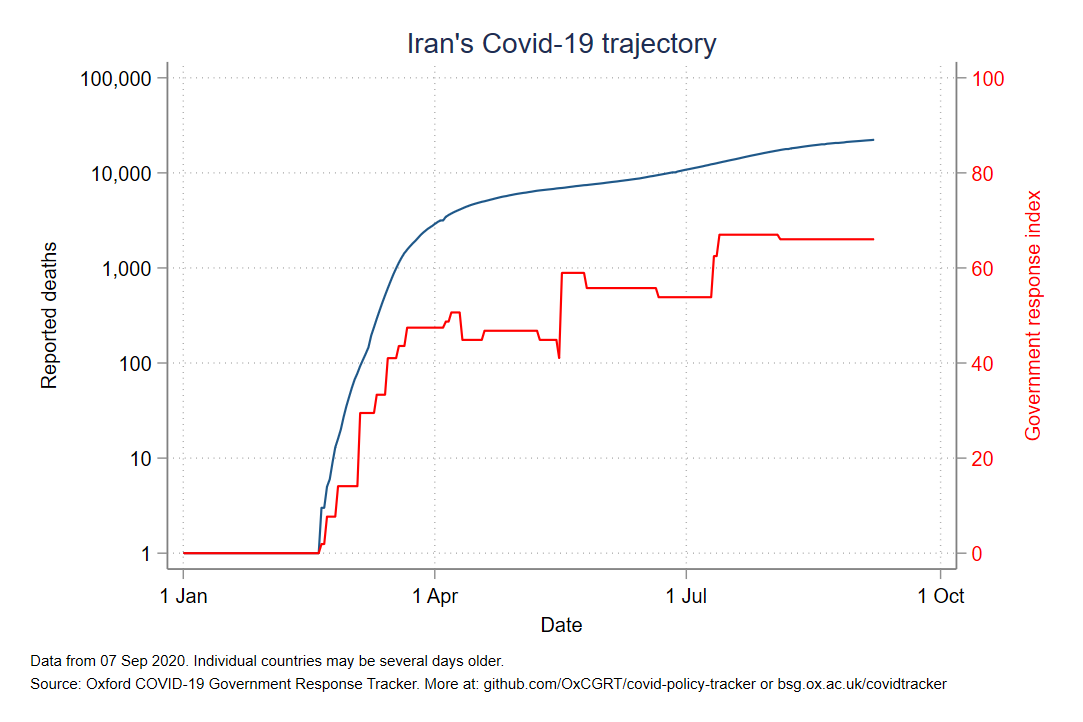 Iran's Covid-19 trajectory
100,000
10,000
1,000
100
10
1
Reported deaths
100
80
60
40
20
0
Government response index
1 Jan
1 Apr
1 Jul
1 Oct
Date
Data from 07 Sep 2020. Individual countries may be several days older.
Source: Oxford COVID-19 Government Response Tracker. More at: github.com/OxCGRT/covid-policy-tracker or bsg.ox.ac.uk/covidtracker